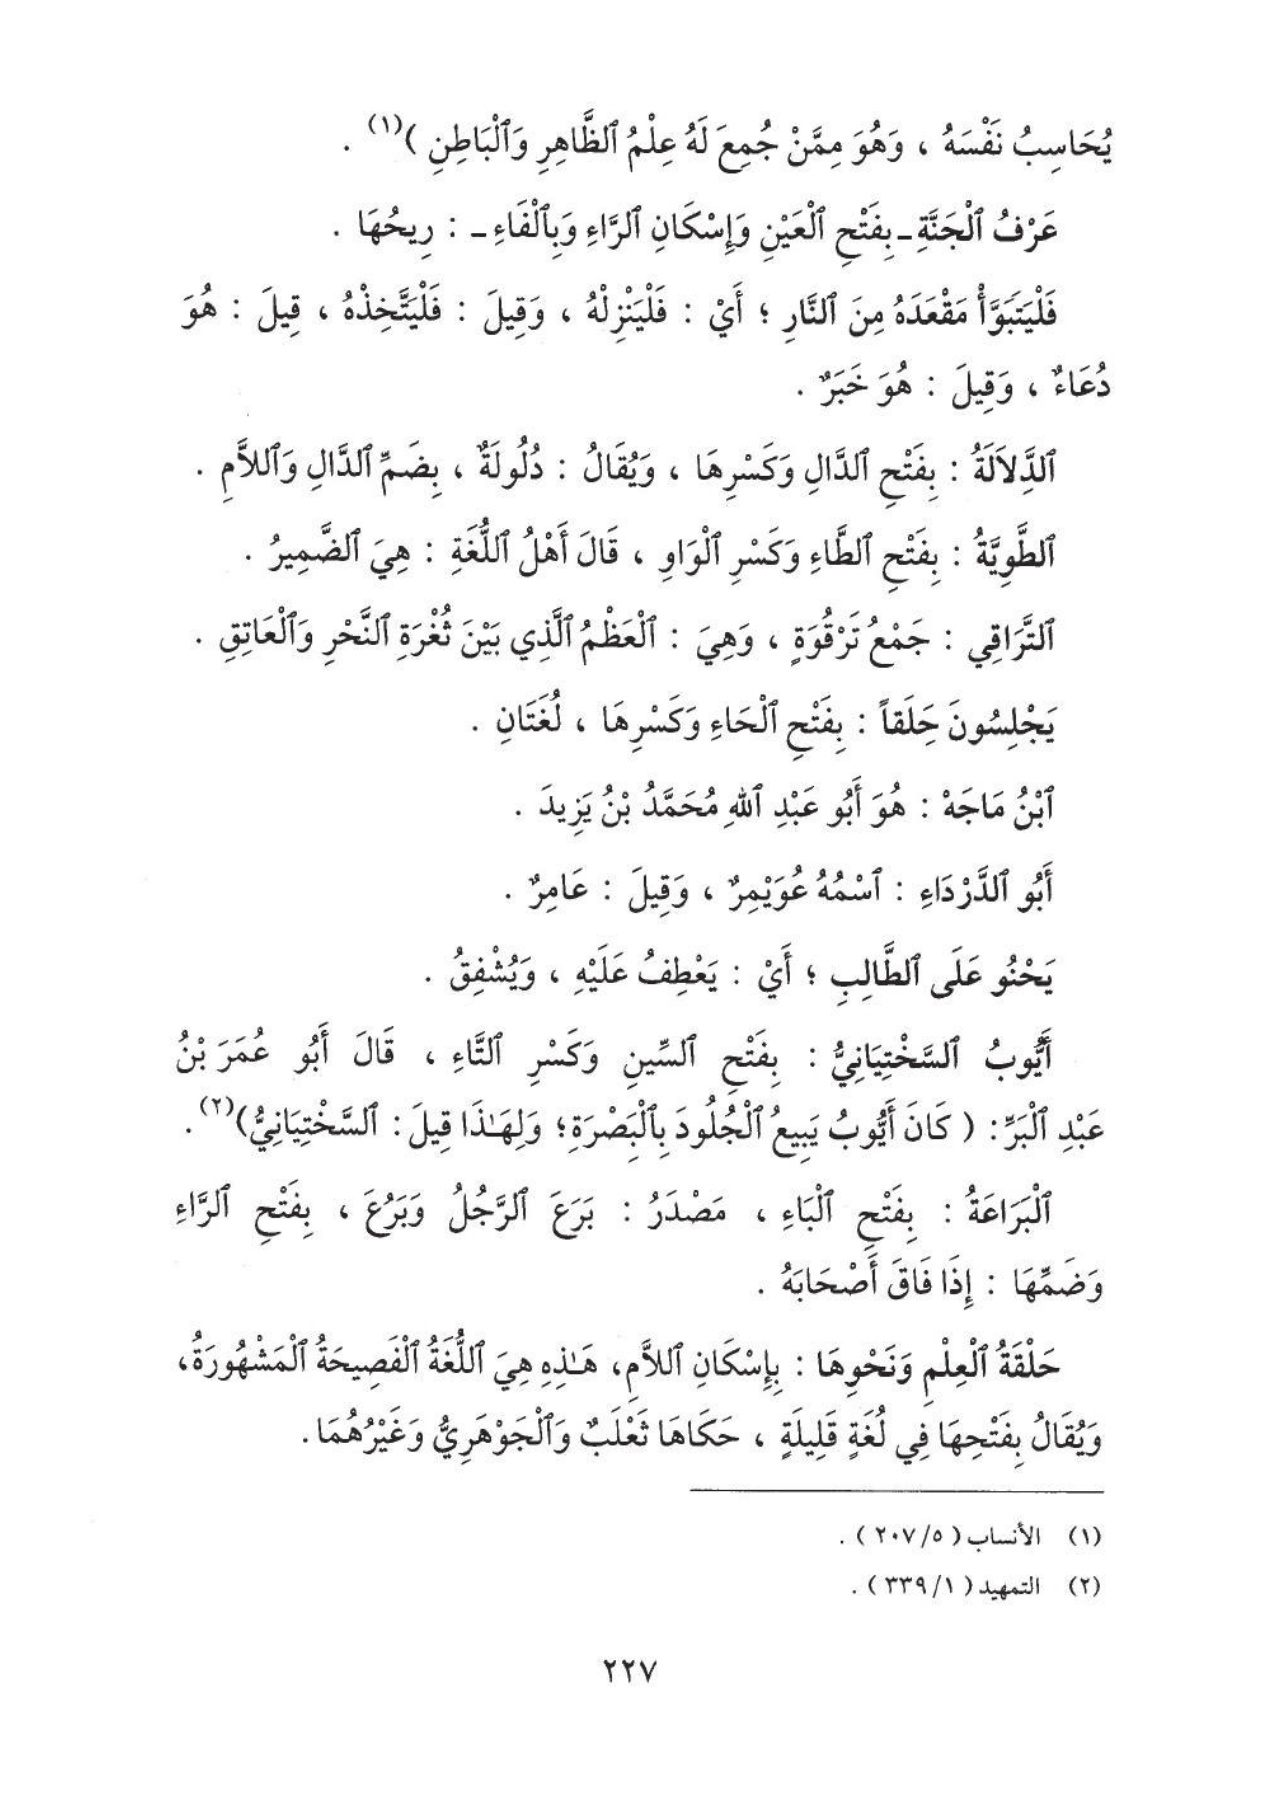 يُحَاسِبُ نَفْسَهُ ، وَهُوَ مِمَّنْ جُمِعَ لَهُ عِلْمُ ٱلظَّاهِرِ وَٱلْبَاطِنِ )(١) .
عَرْفُ ٱلْجَنَّةِ ـ بِفَتْحِ ٱلْعَيْنِ وَإِسْكَانِ ٱلرَّاءِ وَبِٱلْفَاءِ ـ : رِيحُهَا .
فَلْيَتَبَوَّأْ مَقْعَدَهُ مِنَ ٱلنَّارِ ؛ أَيْ : فَلْيَنْزِلْهُ ، وَقِيلَ : فَلْيَتَّخِذْهُ ، قِيلَ : هُوَ
دُعَاءٌ ، وَقِيلَ : هُوَ خَبَرٌ .
ٱلدَِّلاَلَةُ : بِفَتْحِ ٱلدَّالِ وَكَسْرِهَا ، وَيُقَالُ : دُلُولَةٌ ، بِضَمِّ ٱلدَّالِ وَٱللاَّمِ .
ٱلطَّوِيَّةُ : بِفَتْحِ ٱلطَّاءِ وَكَسْرِ ٱلْوَاوِ ، قَالَ أَهْلُ ٱللُّغَةِ : هِيَ ٱلضَّمِيرُ .
ٱلتَّرَاقِي : جَمْعُ تَرْقُوَةٍ ، وَهِيَ : ٱلْعَظْمُ ٱلَّذِي بَيْنَ ثُغْرَةِ ٱلنَّحْرِ وَٱلْعَاتِقِ .
يَجْلِسُونَ حَِلَقاً : بِفَتْحِ ٱلْحَاءِ وَكَسْرِهَا ، لُغَتَانِ .
ٱبْنُ مَاجَهْ : هُوَ أَبُو عَبْدِ ٱللهِ مُحَمَّدُ بْنُ يَزِيدَ .
أَبُو ٱلدَّرْدَاءِ : ٱسْمُهُ عُوَيْمِرٌ ، وَقِيلَ : عَامِرٌ .
يَحْنُو عَلَى ٱلطَّالِبِ ؛ أَيْ : يَعْطِفُ عَلَيْهِ ، وَيُشْفِقُ .
أَيُّوبُ ٱلسَّخْتِيَانِيُّ : بِفَتْحِ ٱلسِّينِ وَكَسْرِ ٱلتَّاءِ ، قَالَ أَبُو عُمَرَ بْنُ
عَبْدِ ٱلْبَرِّ : ( كَانَ أَيُّوبُ يَبِيعُ ٱلْجُلُودَ بِٱلْبَصْرَةِ؛ وَلِهَـٰذَا قِيلَ : ٱلسَّخْتِيَانِيُّ)(٢) .
ٱلْبَرَاعَةُ : بِفَتْحِ ٱلْبَاءِ ، مَصْدَرُ : بَرَعَ ٱلرَّجُلُ وَبَرُعَ ، بِفَتْحِ ٱلرَّاءِ
وَضَمِّهَا : إِذَا فَاقَ أَصْحَابَهُ .
حَلْقَةُ ٱلْعِلْمِ وَنَحْوِهَا : بِإِسْكَانِ ٱللاَّمِ، هَـٰذِهِ هِيَ ٱللُّغَةُ ٱلْفَصِيحَةُ ٱلْمَشْهُورَةُ،
وَيُقَالُ بِفَتْحِهَا فِي لُغَةٍ قَلِيلَةٍ ، حَكَاهَا ثَعْلَبٌ وَٱلْجَوْهَرِيُّ وَغَيْرُهُمَا .
(١) الأنساب ( ٢٠٧/٥ ) .
(٢) التمهيد ( ٣٣٩/١ ) .
٢٢٧